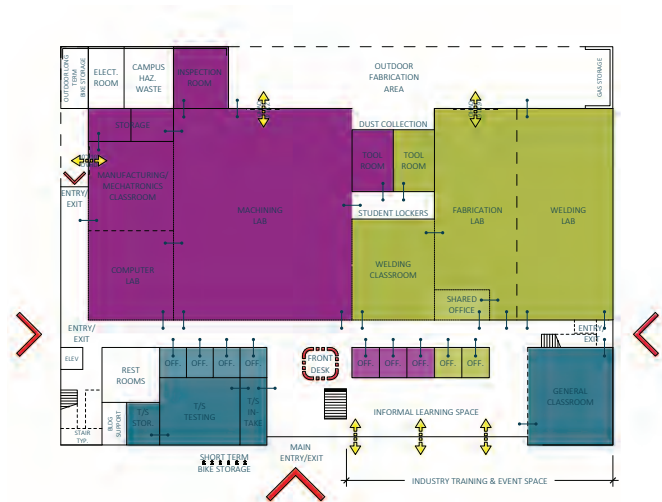 OUTDOOR LONG
TERM
BIKE STORAGE
ELECT.
ROOM
CAMPUS
HAZ.
WASTE
INSPECTION
ROOM
OUTDOOR
FABRICATION
AREA
GAS STORAGE
STORAGE
DUST COLLECTION
TOOL
ROOM
TOOL
ROOM
MANUFACTURING/
MECHATRONICS
CLASSROOM
ENTRY/
EXIT
MACHINING
LAB
STUDENT LOCKERS
FABRICATION
LAB
WELDING
LAB
COMPUTER
LAB
WELDING
CLASSROOM
SHARED
OFFICE
ENTRY/
EXIT
ENTRY/
EXIT
ELEV
REST
ROOMS
OFF.
OFF.
OFF.
OFF.
FRONT
DESK
OFF.
OFF.
OFF.
OFF.
OFF.
GENERAL
CLASSROOM
STAIR
TYP.
BLDG
SUPPORT
T/S
STOR.
T/S
TESTING
T/S
IN-
TAKE
INFORMAL LEARNING SPACE
SHORT TERM
BIKE STORAGE
MAIN
ENTRY/EXIT
INDUSTRY TRAINING & EVENT SPACE